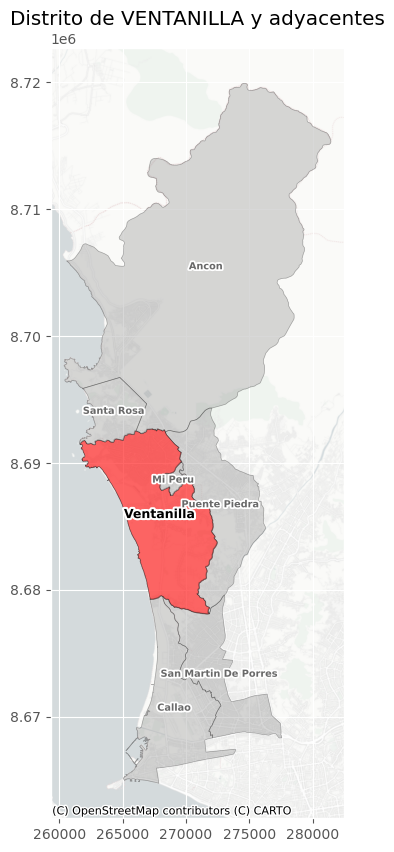 Distrito de VENTANILLA y adyacentes
1e6
8.72
8.71
Ancon
8.70
Santa Rosa
8.69
Mi Peru
Puente Piedra
Ventanilla
8.68
San Martin De Porres
Callao
8.67
(C) OpenStreetMap contributors (C) CARTO
260000 265000 270000 275000 280000